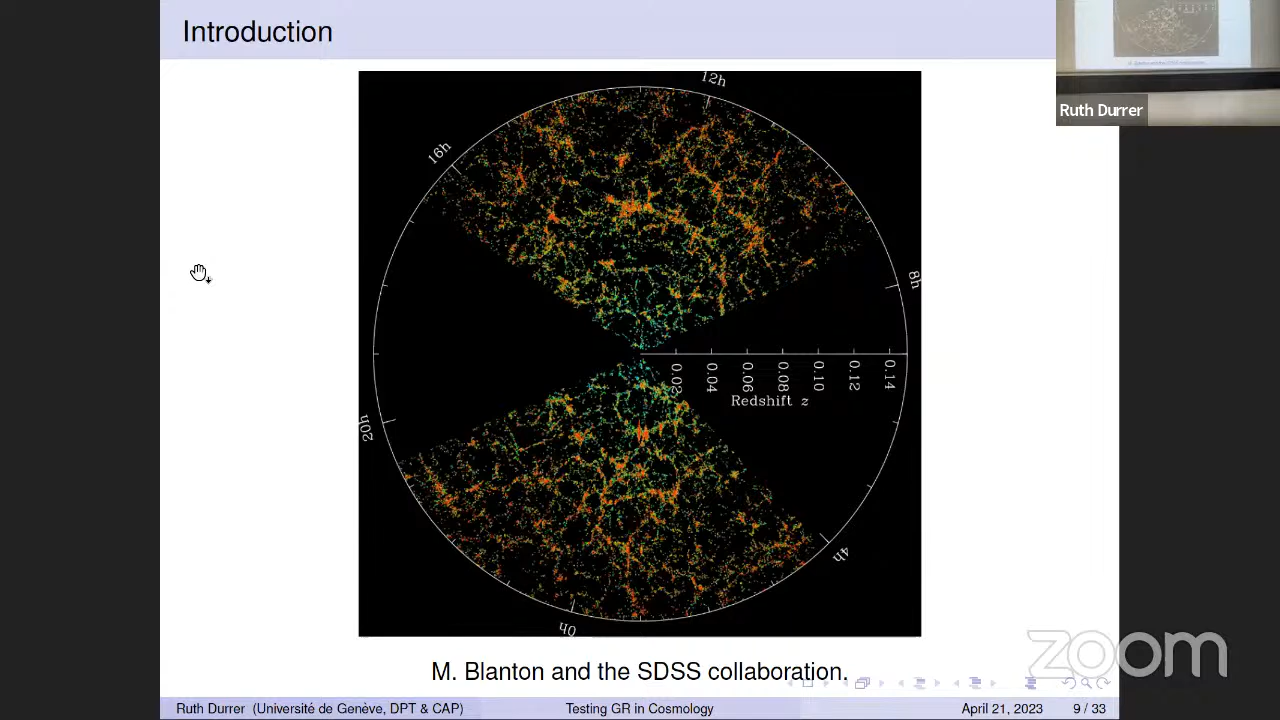 Introduction
Ruth Durrer
12h
16h
8h
0.02 0.04 0.06 0.08 0.10 0.12 0.14
Redshift z
20h
4h
0h
M. Blanton and the SDSS collaboration.
zoom
Ruth Durrer (Université de Genève, DPT & CAP) Testing GR in Cosmology April 21, 2023 9 / 33